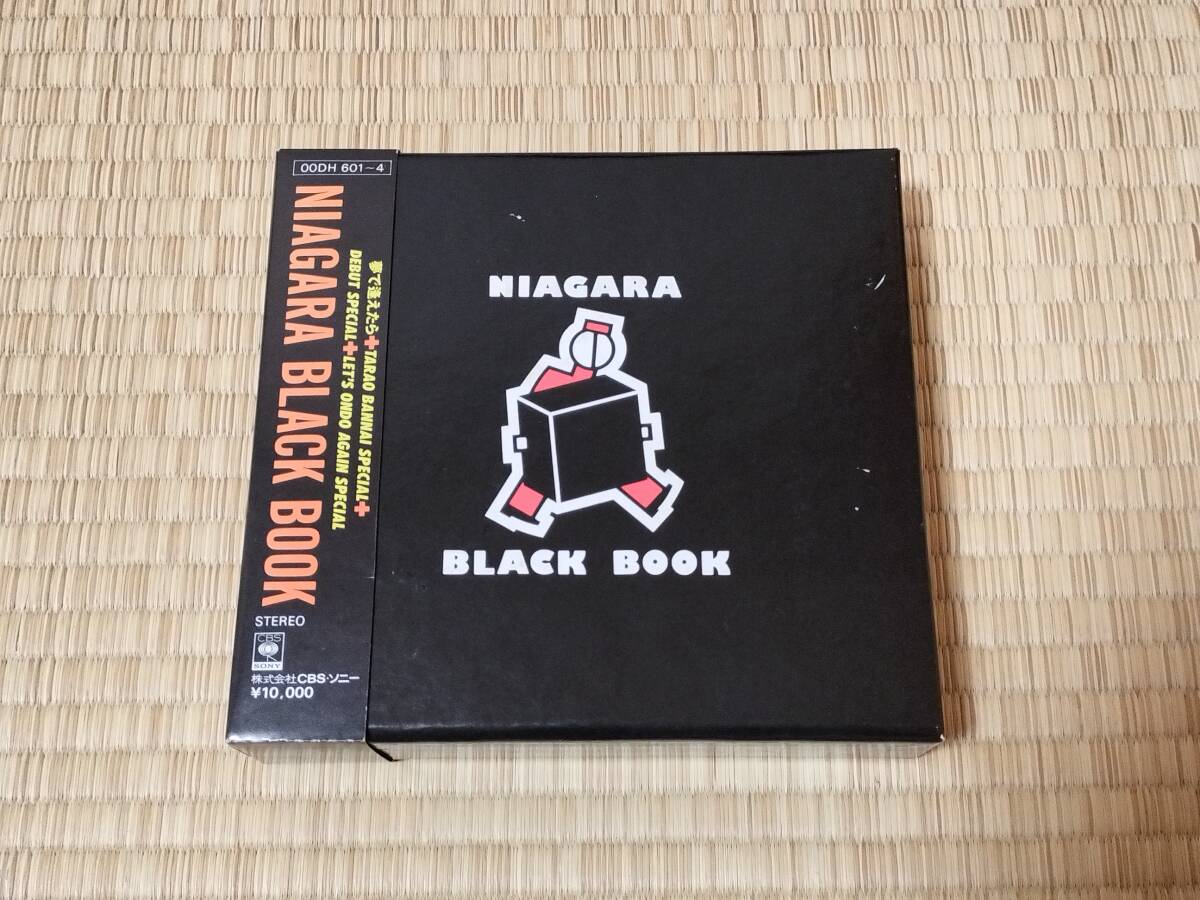 00DH 601~4
NIAGARA BLACK BOOK
夢で逢えたら+TARAO BANNAI SPECIAL+
DEBUT SPECIAL+LET'S ONDO AGAIN SPECIAL
STEREO
CBS
SONY
株式会社CBS・ソニー
¥10,000
NIAGARA
BLACK BOOK